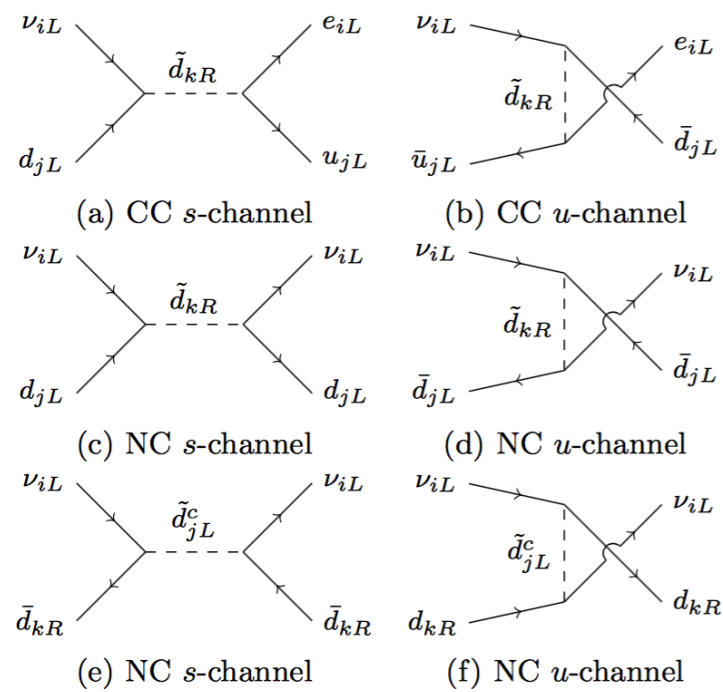 ν_{iL} e_{iL} ν_{iL} e_{iL}
d̃_{kR} d̃_{kR}
d_{jL} u_{jL} ū_{jL} d̄_{jL}
(a) CC s-channel (b) CC u-channel
ν_{iL} ν_{iL} ν_{iL} ν_{iL}
d̃_{kR} d̃_{kR}
d_{jL} d_{jL} d̄_{jL} d̄_{jL}
(c) NC s-channel (d) NC u-channel
ν_{iL} ν_{iL} ν_{iL} ν_{iL}
d̃^c_{jL} d̃^c_{jL}
d̄_{kR} d̄_{kR} d_{kR} d_{kR}
(e) NC s-channel (f) NC u-channel